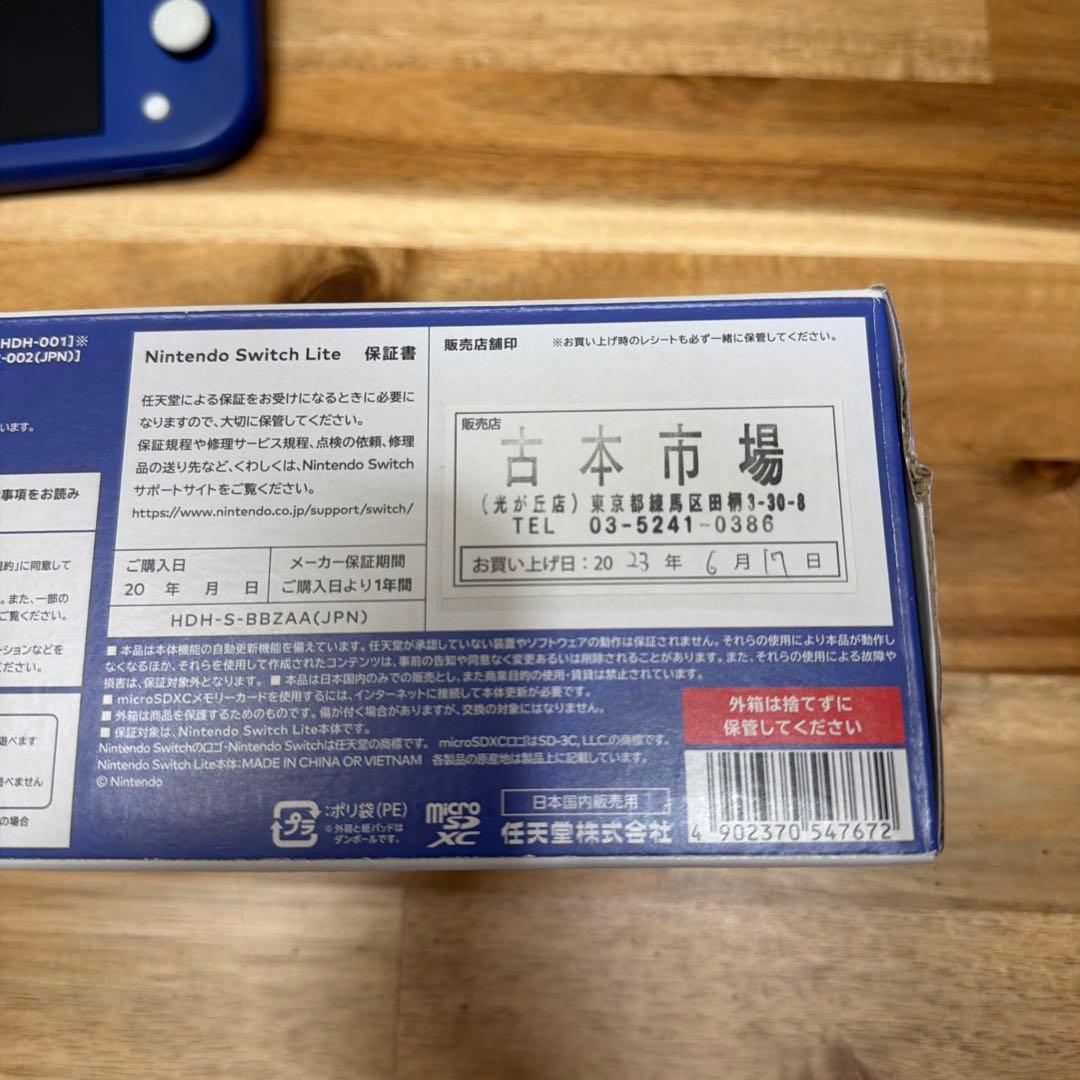 HDH-001]※
-002(JPN)]
います。
事項をお読み
規約」に同意して
。また、一部の
ご覧ください。
ーションなどを
ださい。
遊べます
遊べません
の場合
Nintendo Switch Lite 保証書
任天堂による保証をお受けになるときに必要に
なりますので、大切に保管してください。
保証規程や修理サービス規程、点検の依頼、修理
品の送り先など、くわしくは、Nintendo Switch
サポートサイトをご覧ください。
https://www.nintendo.co.jp/support/switch/
ご購入日
20 年 月 日
メーカー保証期間
ご購入日より1年間
HDH-S-BBZAA(JPN)
販売店舗印 ※お買い上げ時のレシートも必ず一緒に保管してください。
販売店
古本市場
(光が丘店) 東京都練馬区田柄3-30-8
TEL 03-5241-0386
お買い上げ日:2023年6月17日
■ 本品は本体機能の自動更新機能を備えています。任天堂が承認していない装置やソフトウェアの動作は保証されません。それらの使用により本品が動作し
なくなるほか、それらを使用して作成されたコンテンツは、事前の告知や同意なく変更あるいは削除されることがあります。また、それらの使用による故障や
損害は、保証対象外となります。 ■ 本品は日本国内のみでの販売とし、また商業目的の使用・賃貸は禁止されています。
■ microSDXCメモリーカードを使用するには、インターネットに接続して本体更新が必要です。
■ 外箱は商品を保護するためのものです。傷が付く場合がありますが、交換の対象にはなりません。
■ 保証対象は、Nintendo Switch Lite本体です。
Nintendo Switchのロゴ・Nintendo Switchは任天堂の商標です。 microSDXCロゴはSD-3C, LLC.の商標です。
Nintendo Switch Lite本体:MADE IN CHINA OR VIETNAM 各製品の原産地は製品上に記載しています。
© Nintendo
外箱は捨てずに
保管してください
プラ
:ポリ袋(PE)
※外箱と紙パッドは
ダンボールです。
micro
SD
XC
日本国内販売用
任天堂株式会社
4 902370 547672